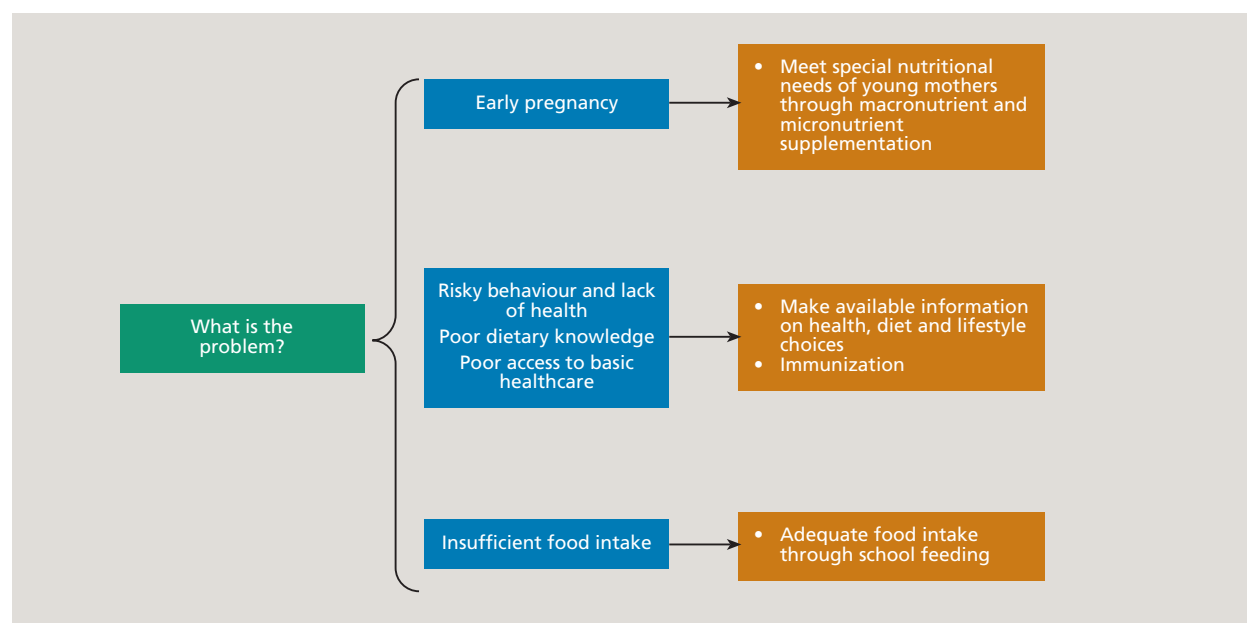 What is the
problem?
Early pregnancy
• Meet special nutritional
needs of young mothers
through macronutrient and
micronutrient
supplementation
Risky behaviour and lack
of health
Poor dietary knowledge
Poor access to basic
healthcare
• Make available information
on health, diet and lifestyle
choices
• Immunization
Insufficient food intake
• Adequate food intake
through school feeding